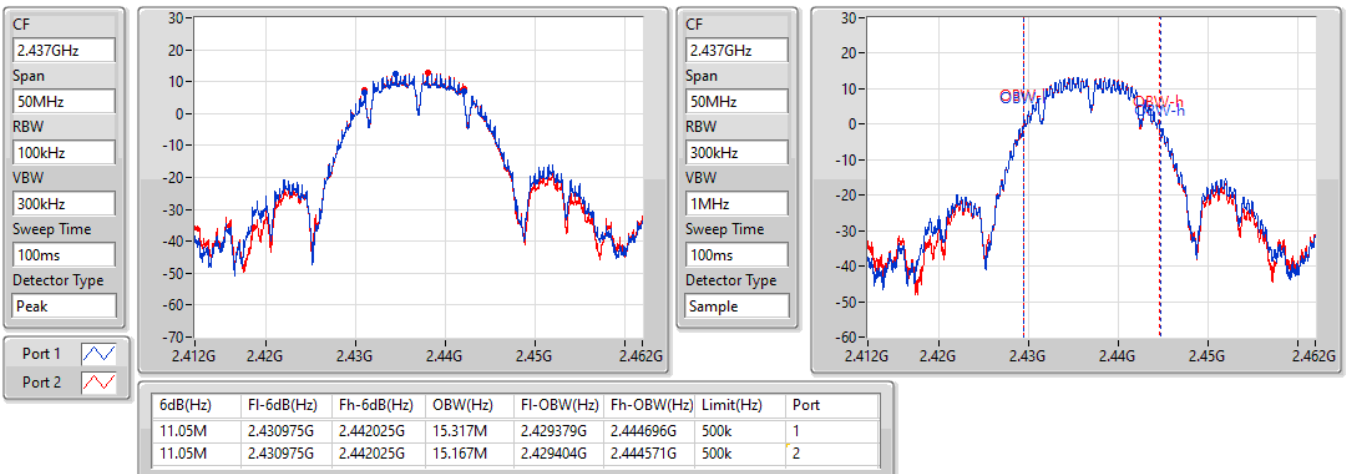 CF
2.437GHz
Span
50MHz
RBW
100kHz
VBW
300kHz
Sweep Time
100ms
Detector Type
Peak
Port 1
Port 2
30
20
10
0
-10
-20
-30
-40
-50
-60
-70
2.412G 2.42G 2.43G 2.44G 2.45G 2.462G
CF
2.437GHz
Span
50MHz
RBW
300kHz
VBW
1MHz
Sweep Time
100ms
Detector Type
Sample
30
20
10
0
-10
-20
-30
-40
-50
-60
OBW-h
OBW-h
2.412G 2.42G 2.43G 2.44G 2.45G 2.462G
6dB(Hz) Fl-6dB(Hz) Fh-6dB(Hz) OBW(Hz) Fl-OBW(Hz) Fh-OBW(Hz) Limit(Hz) Port
11.05M 2.430975G 2.442025G 15.317M 2.429379G 2.444696G 500k 1
11.05M 2.430975G 2.442025G 15.167M 2.429404G 2.444571G 500k 2